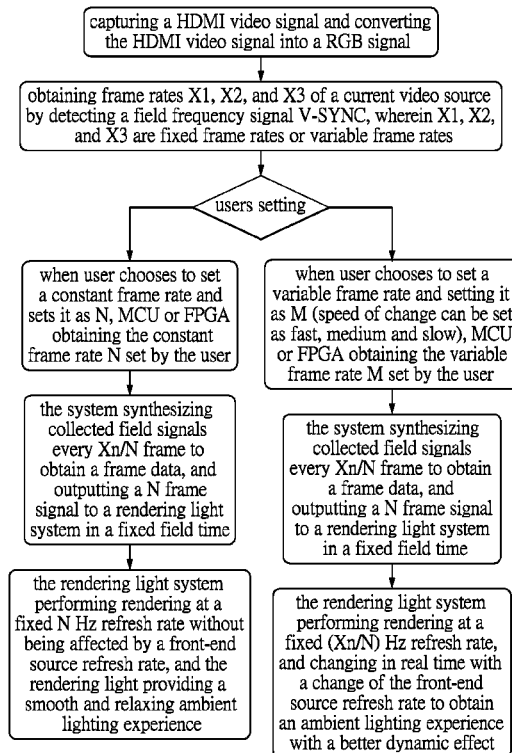 capturing a HDMI video signal and converting
the HDMI video signal into a RGB signal
obtaining frame rates X1, X2, and X3 of a current video source
by detecting a field frequency signal V-SYNC, wherein X1, X2,
and X3 are fixed frame rates or variable frame rates
users setting
when user chooses to set
a constant frame rate and
sets it as N, MCU or FPGA
obtaining the constant
frame rate N set by the user
the system synthesizing
collected field signals
every Xn/N frame to
obtain a frame data, and
outputting a N frame
signal to a rendering light
system in a fixed field time
the rendering light system
performing rendering at a
fixed N Hz refresh rate without
being affected by a front-end
source refresh rate, and the
rendering light providing a
smooth and relaxing ambient
lighting experience
when user chooses to set a
variable frame rate and setting it
as M (speed of change can be set
as fast, medium and slow), MCU
or FPGA obtaining the variable
frame rate M set by the user
the system synthesizing
collected field signals
every Xn/N frame to obtain
a frame data, and
outputting a N frame signal
to a rendering light system
in a fixed field time
the rendering light system
performing rendering at a
fixed (Xn/N) Hz refresh rate,
and changing in real time with
a change of the front-end
source refresh rate to obtain
an ambient lighting experience
with a better dynamic effect